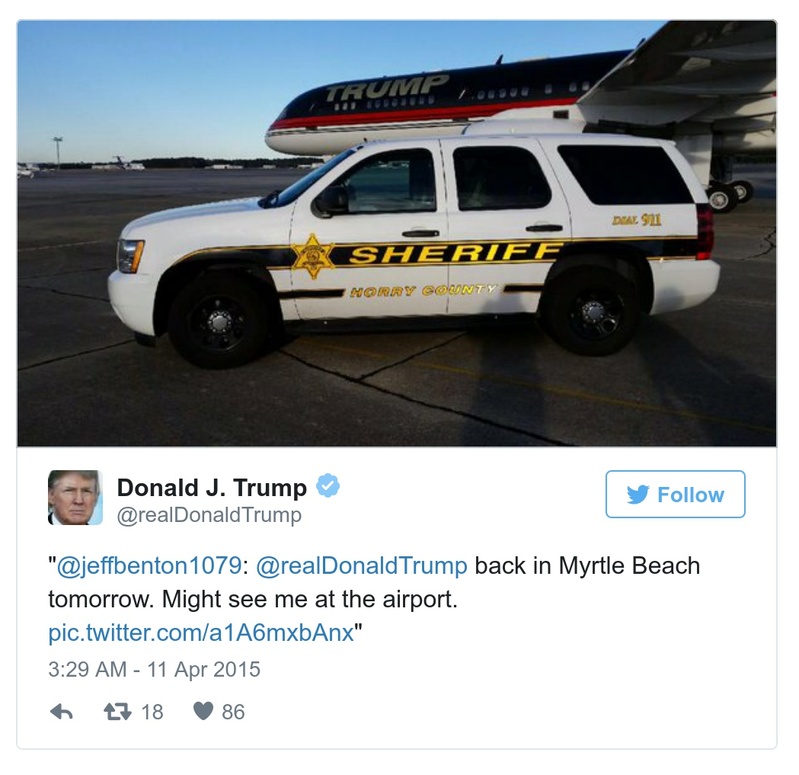 TRUMP
DIAL 911
SHERIFF
HORRY COUNTY
Donald J. Trump
@realDonaldTrump
Follow
"@jeffbenton1079: @realDonaldTrump back in Myrtle Beach
tomorrow. Might see me at the airport.
pic.twitter.com/a1A6mxbAnx"
3:29 AM - 11 Apr 2015
18 86